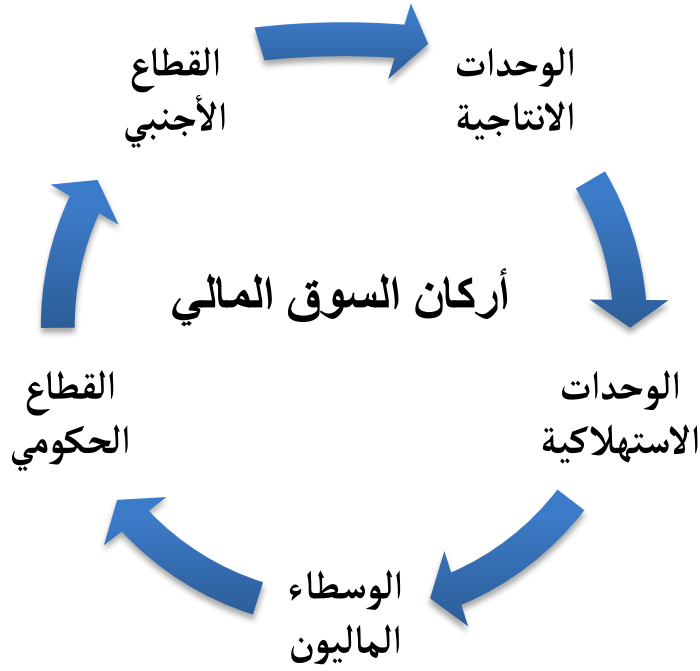 أركان السوق المالي
الوحدات
الانتاجية
الوحدات
الاستهلاكية
الوسطاء
الماليون
القطاع
الحكومي
القطاع
الأجنبي